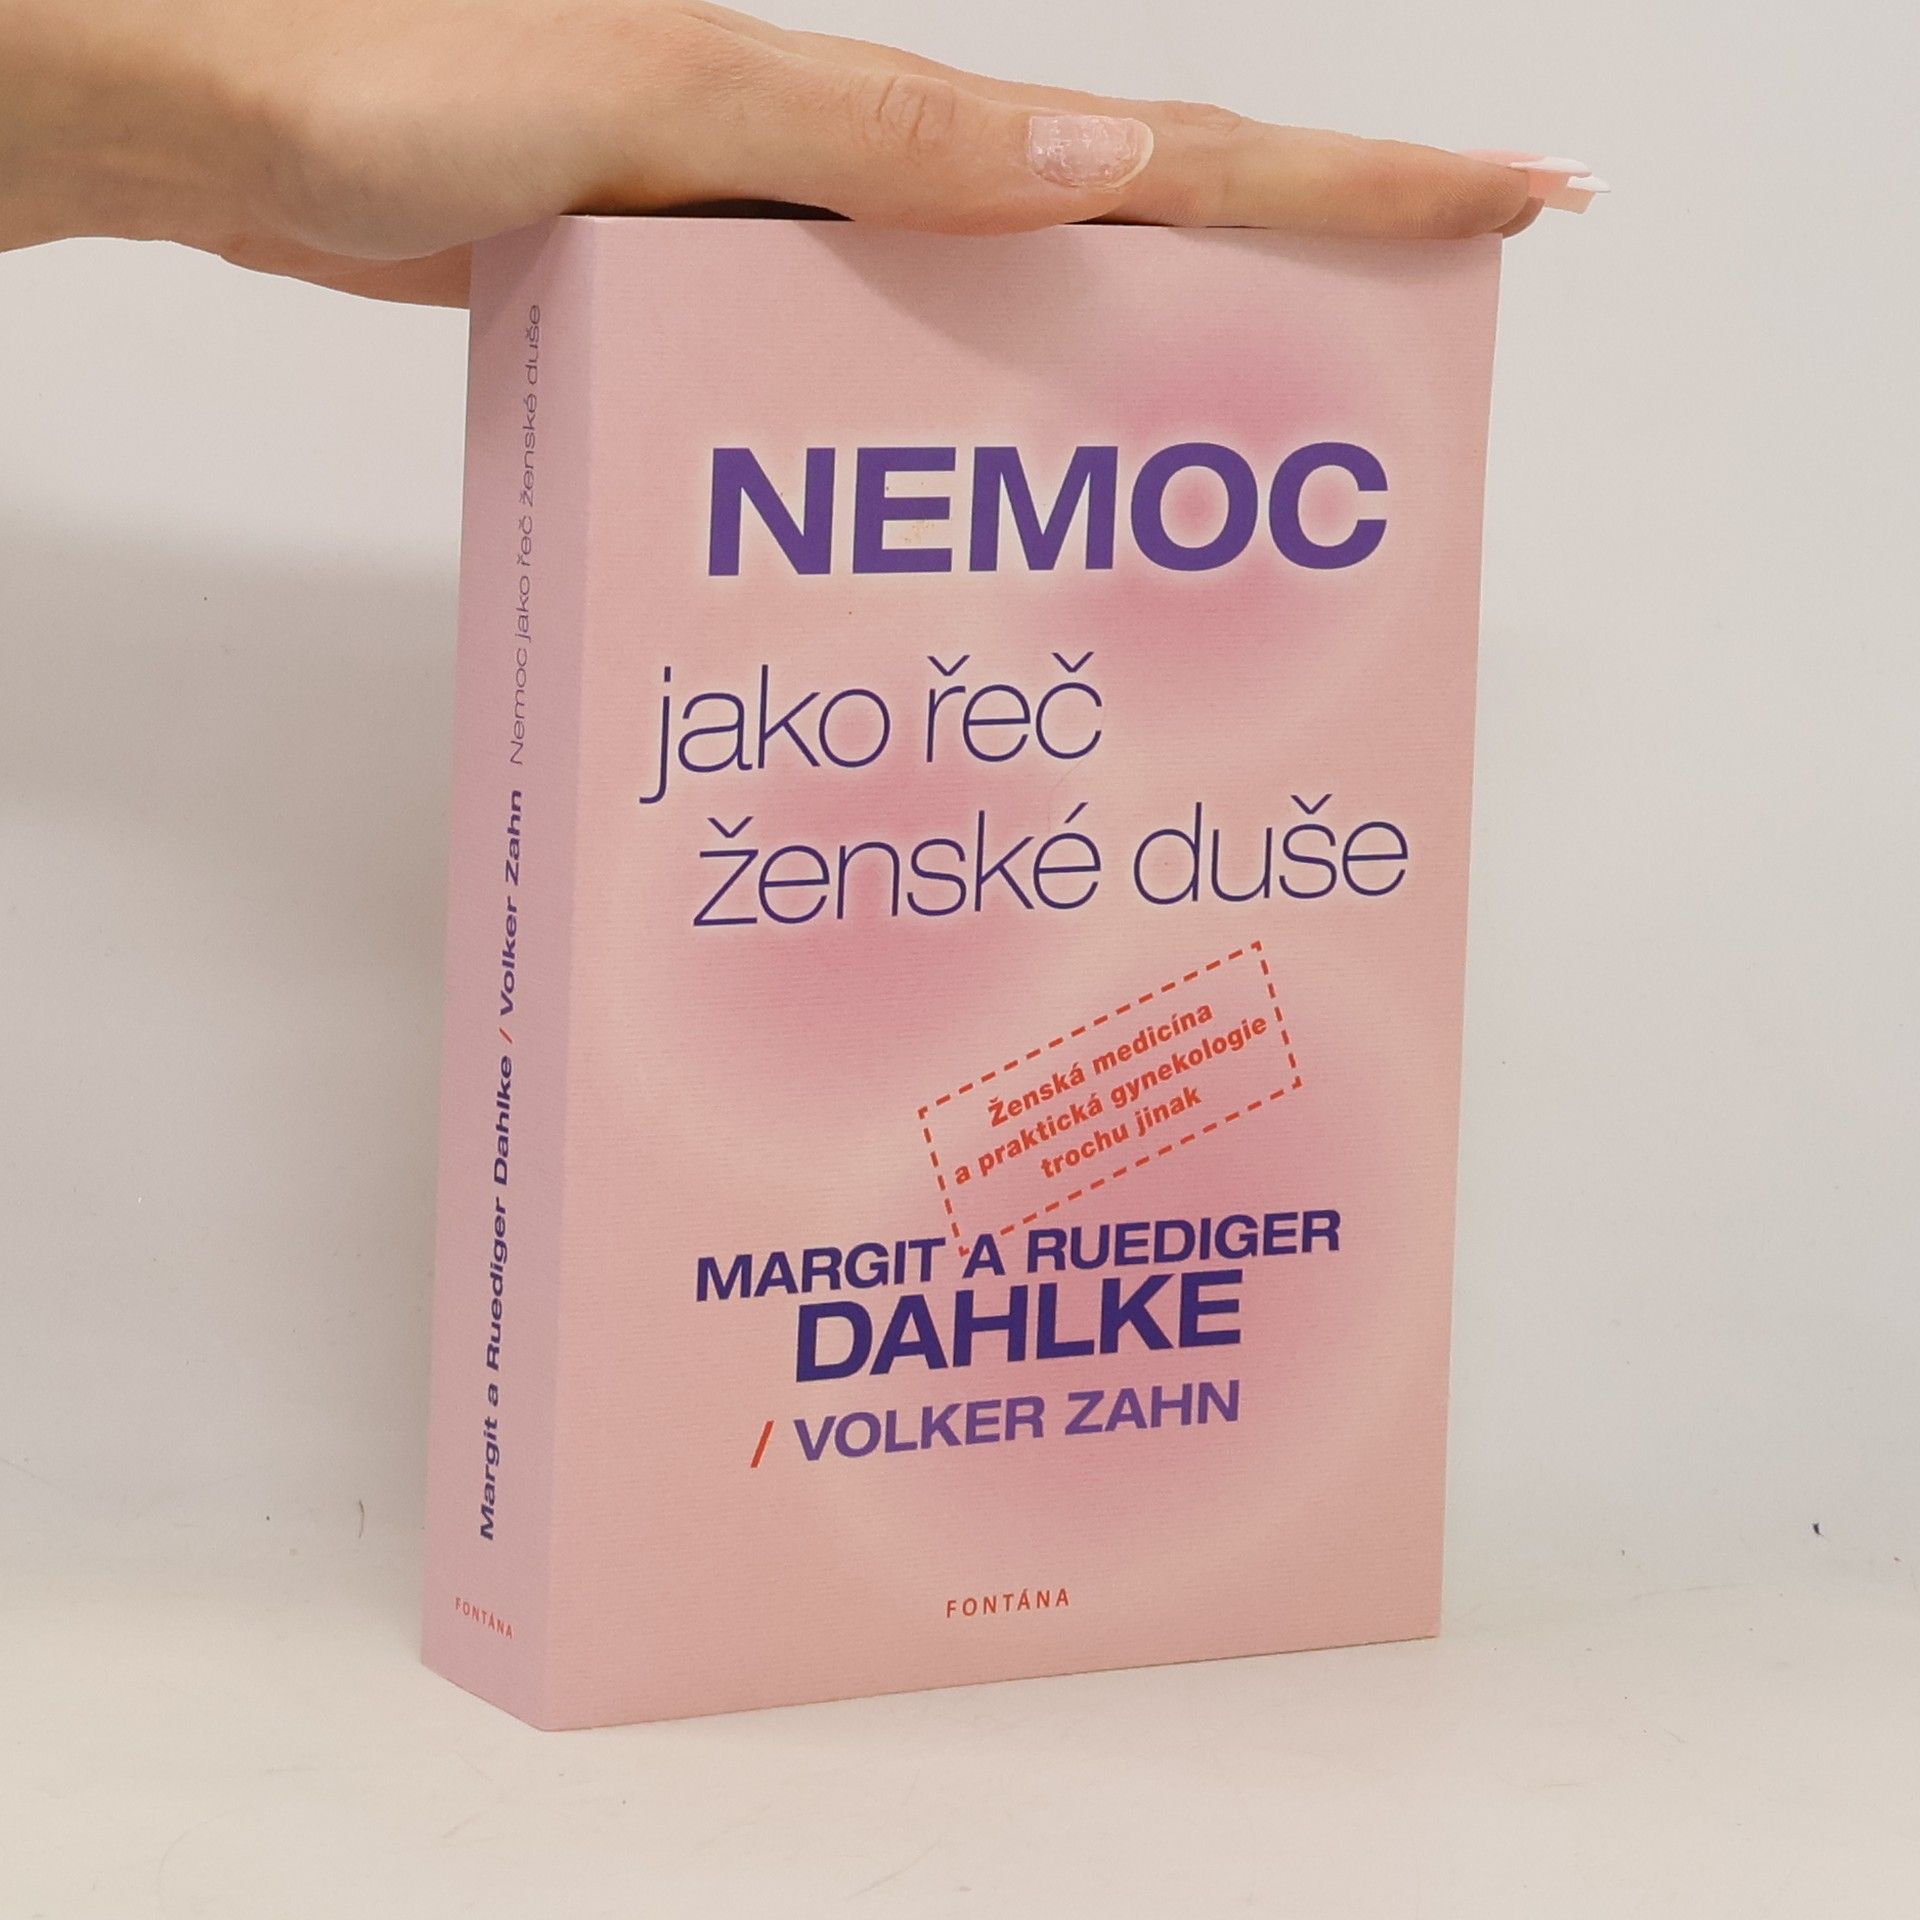 NEMOC
jako řeč
ženské duše
Ženská medicína
a praktická gynekologie
trochu jinak
MARGIT A RUEDIGER
DAHLKE
/ VOLKER ZAHN
FONTÁNA
Margit a Ruediger Dahlke / Volker Zahn Nemoc jako řeč ženské duše
FONTÁNA